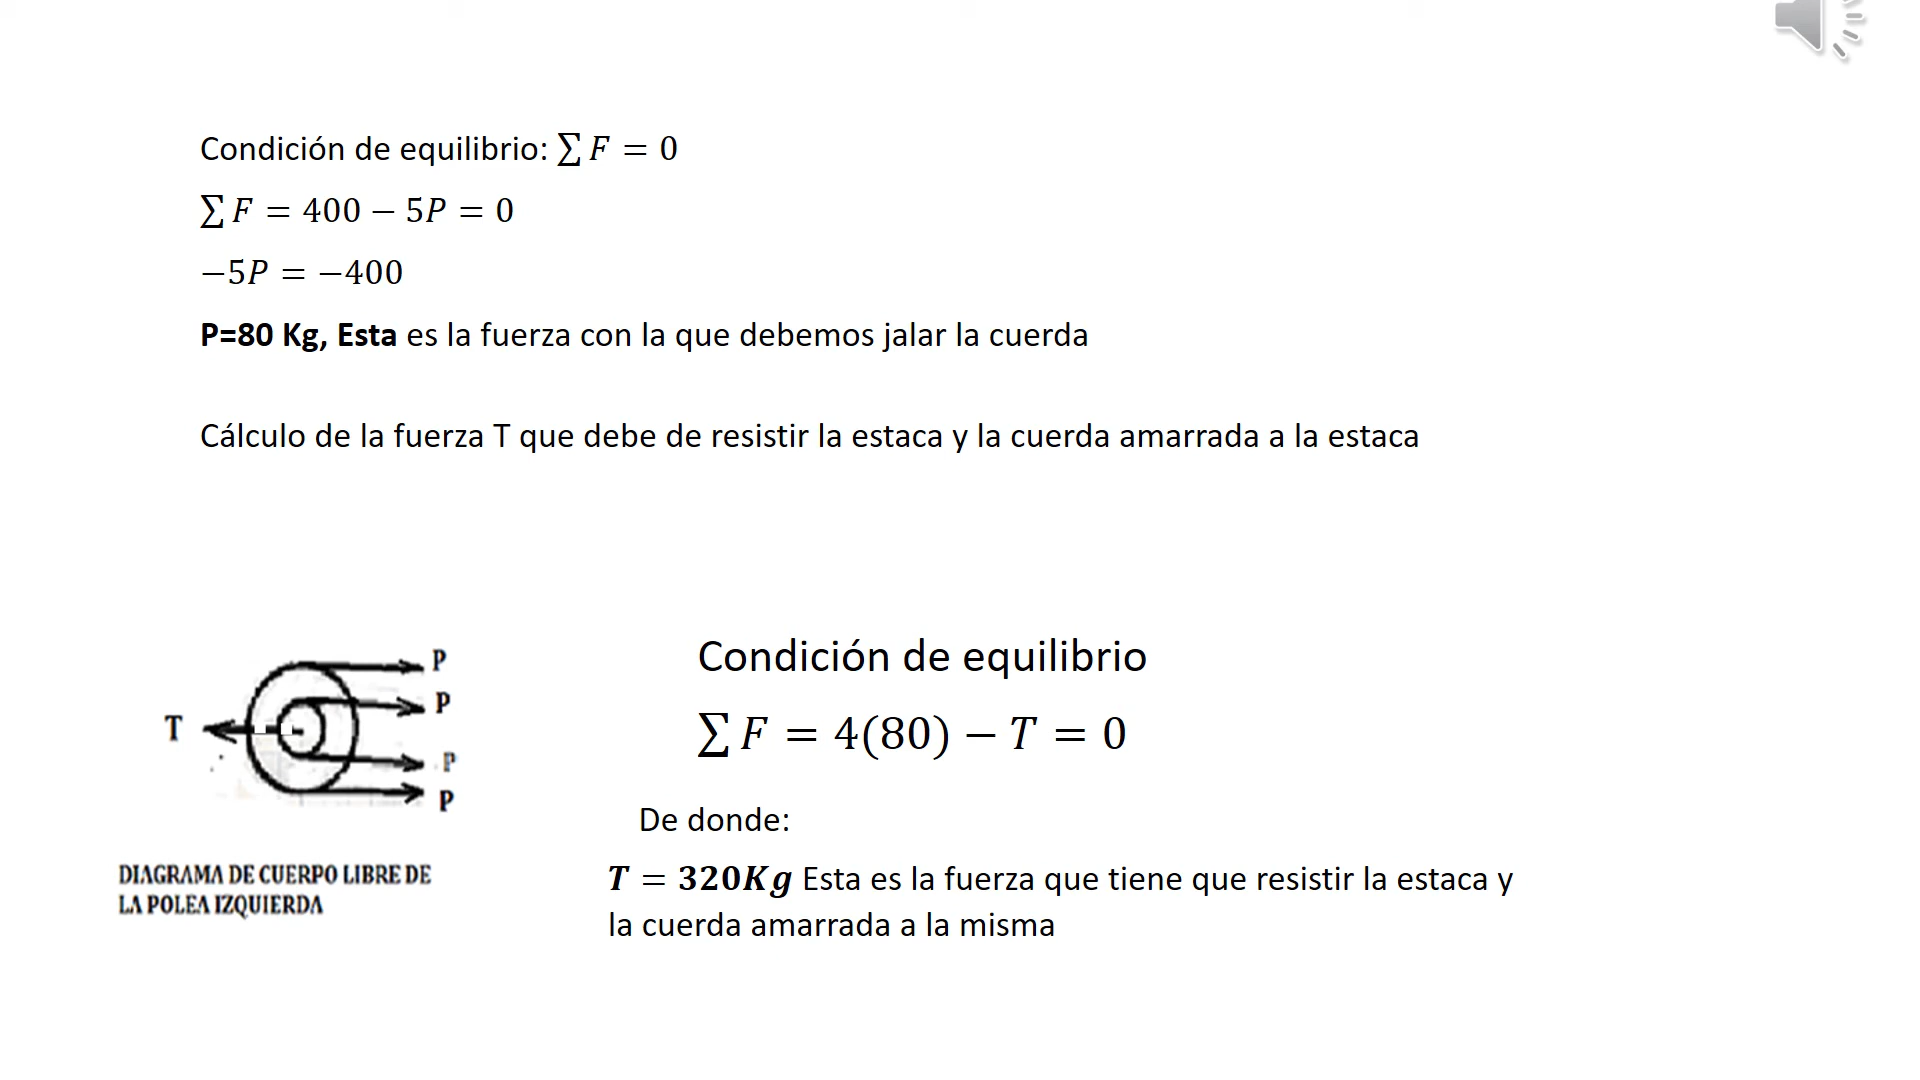 Condición de equilibrio: ∑ F = 0
∑ F = 400 − 5P = 0
−5P = −400
P=80 Kg, Esta es la fuerza con la que debemos jalar la cuerda
Cálculo de la fuerza T que debe de resistir la estaca y la cuerda amarrada a la estaca
P
P
T
P
P
DIAGRAMA DE CUERPO LIBRE DE
LA POLEA IZQUIERDA
Condición de equilibrio
∑ F = 4(80) − T = 0
De donde:
T = 320Kg Esta es la fuerza que tiene que resistir la estaca y
la cuerda amarrada a la misma